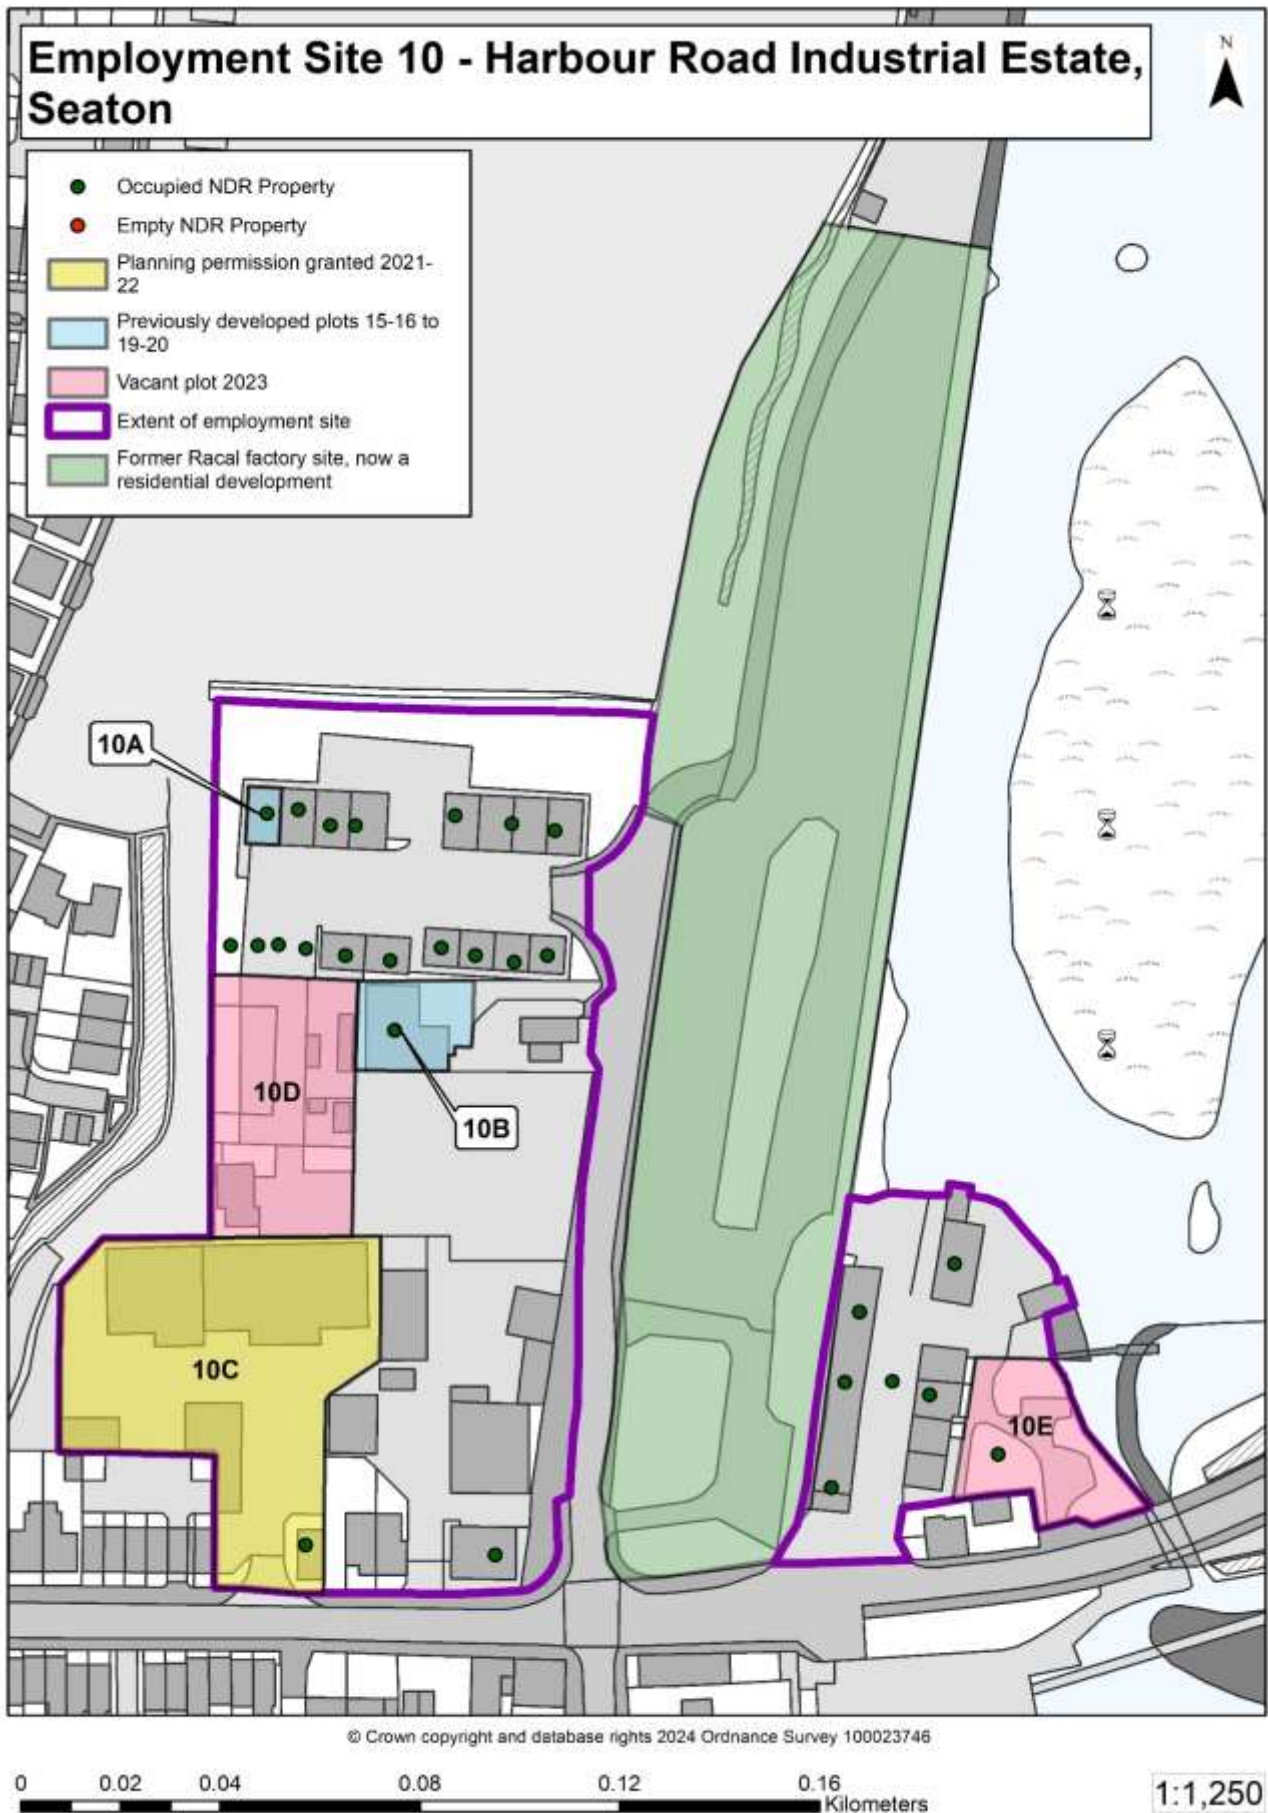 Employment Site 10 - Harbour Road Industrial Estate,
Seaton
N
Occupied NDR Property
Empty NDR Property
Planning permission granted 2021-
22
Previously developed plots 15-16 to
19-20
Vacant plot 2023
Extent of employment site
Former Racal factory site, now a
residential development
10A
10D
10B
10C
10E
© Crown copyright and database rights 2024 Ordnance Survey 100023746
0 0.02 0.04 0.08 0.12 0.16
Kilometers
1:1,250